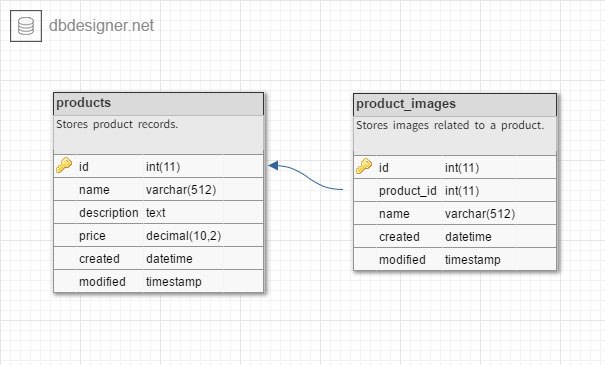 dbdesigner.net
products
Stores product records.
id int(11)
name varchar(512)
description text
price decimal(10,2)
created datetime
modified timestamp
product_images
Stores images related to a product.
id int(11)
product_id int(11)
name varchar(512)
created datetime
modified timestamp